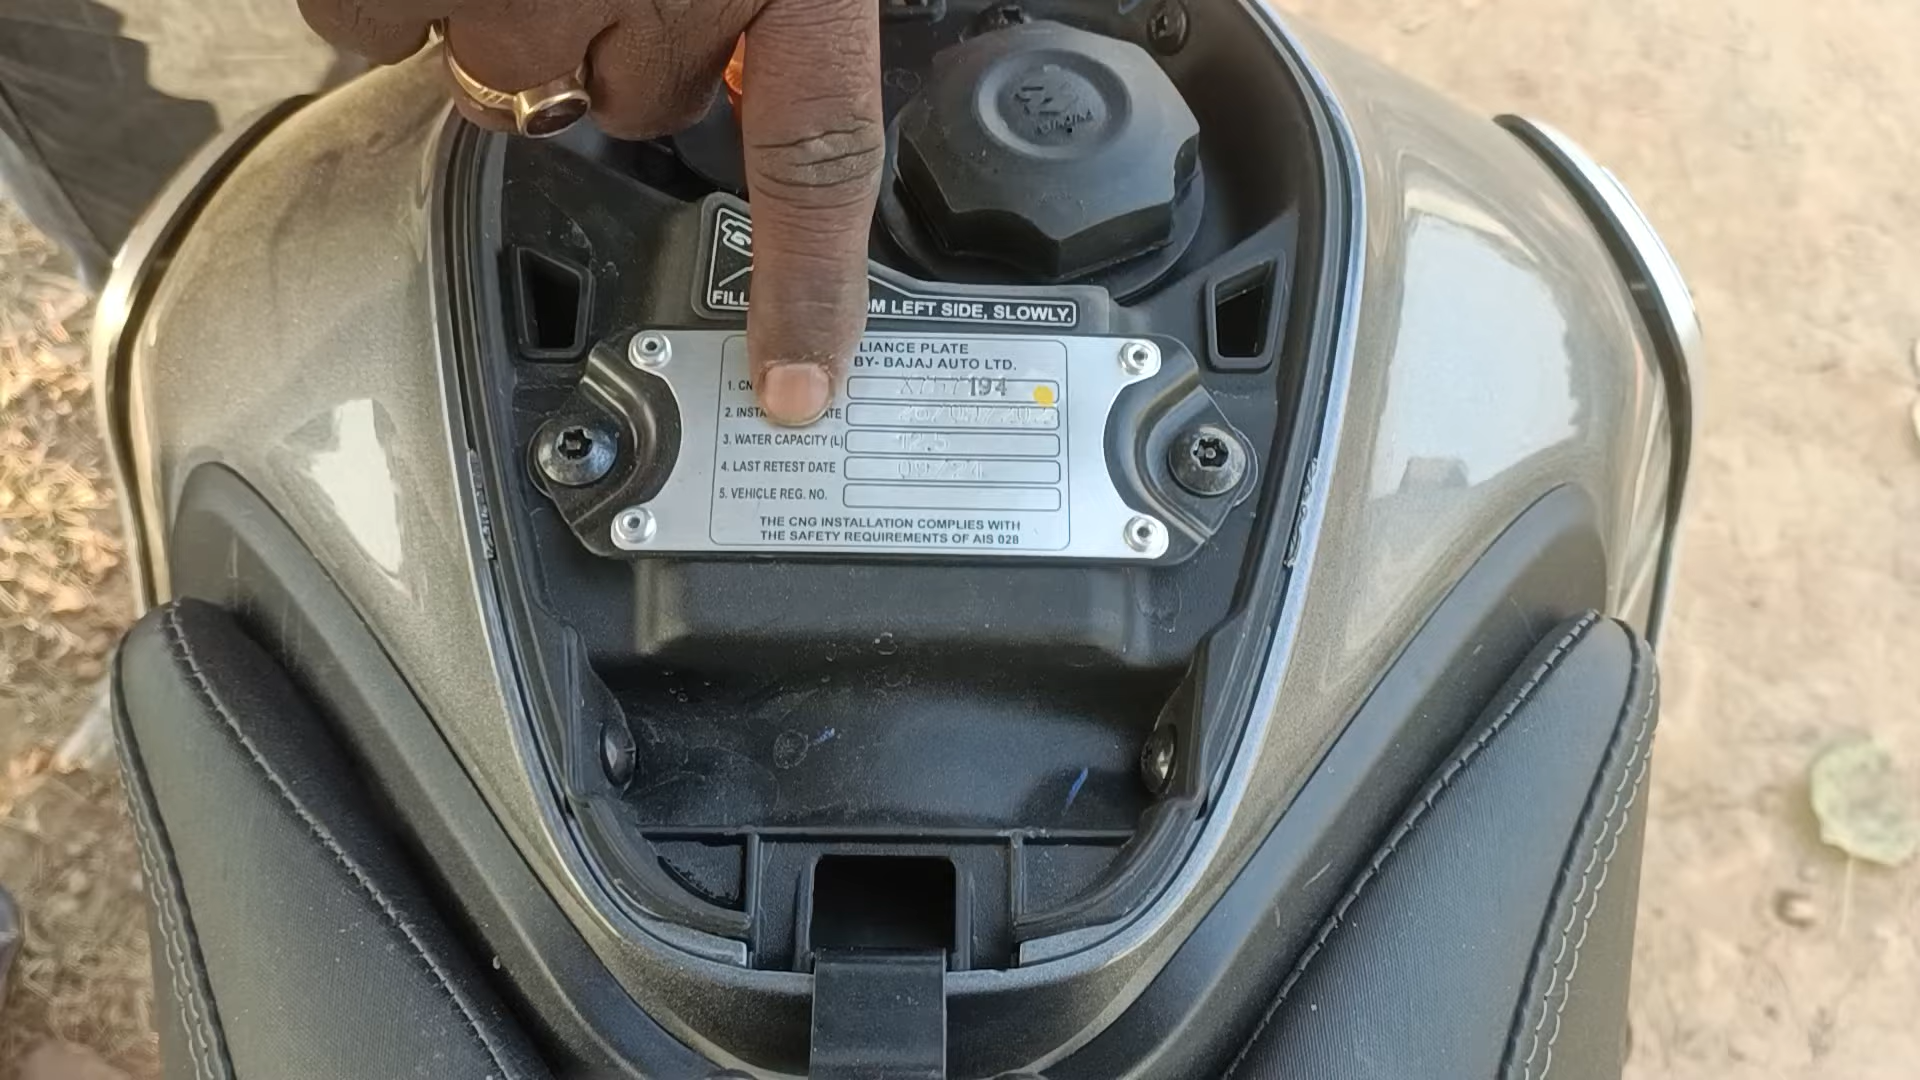 FILL OM LEFT SIDE, SLOWLY.
LIANCE PLATE
BY- BAJAJ AUTO LTD.
1. CN 194
2. INSTA ATE
3. WATER CAPACITY (L) 12.5
4. LAST RETEST DATE 09/24
5. VEHICLE REG. NO.
THE CNG INSTALLATION COMPLIES WITH
THE SAFETY REQUIREMENTS OF AIS 028